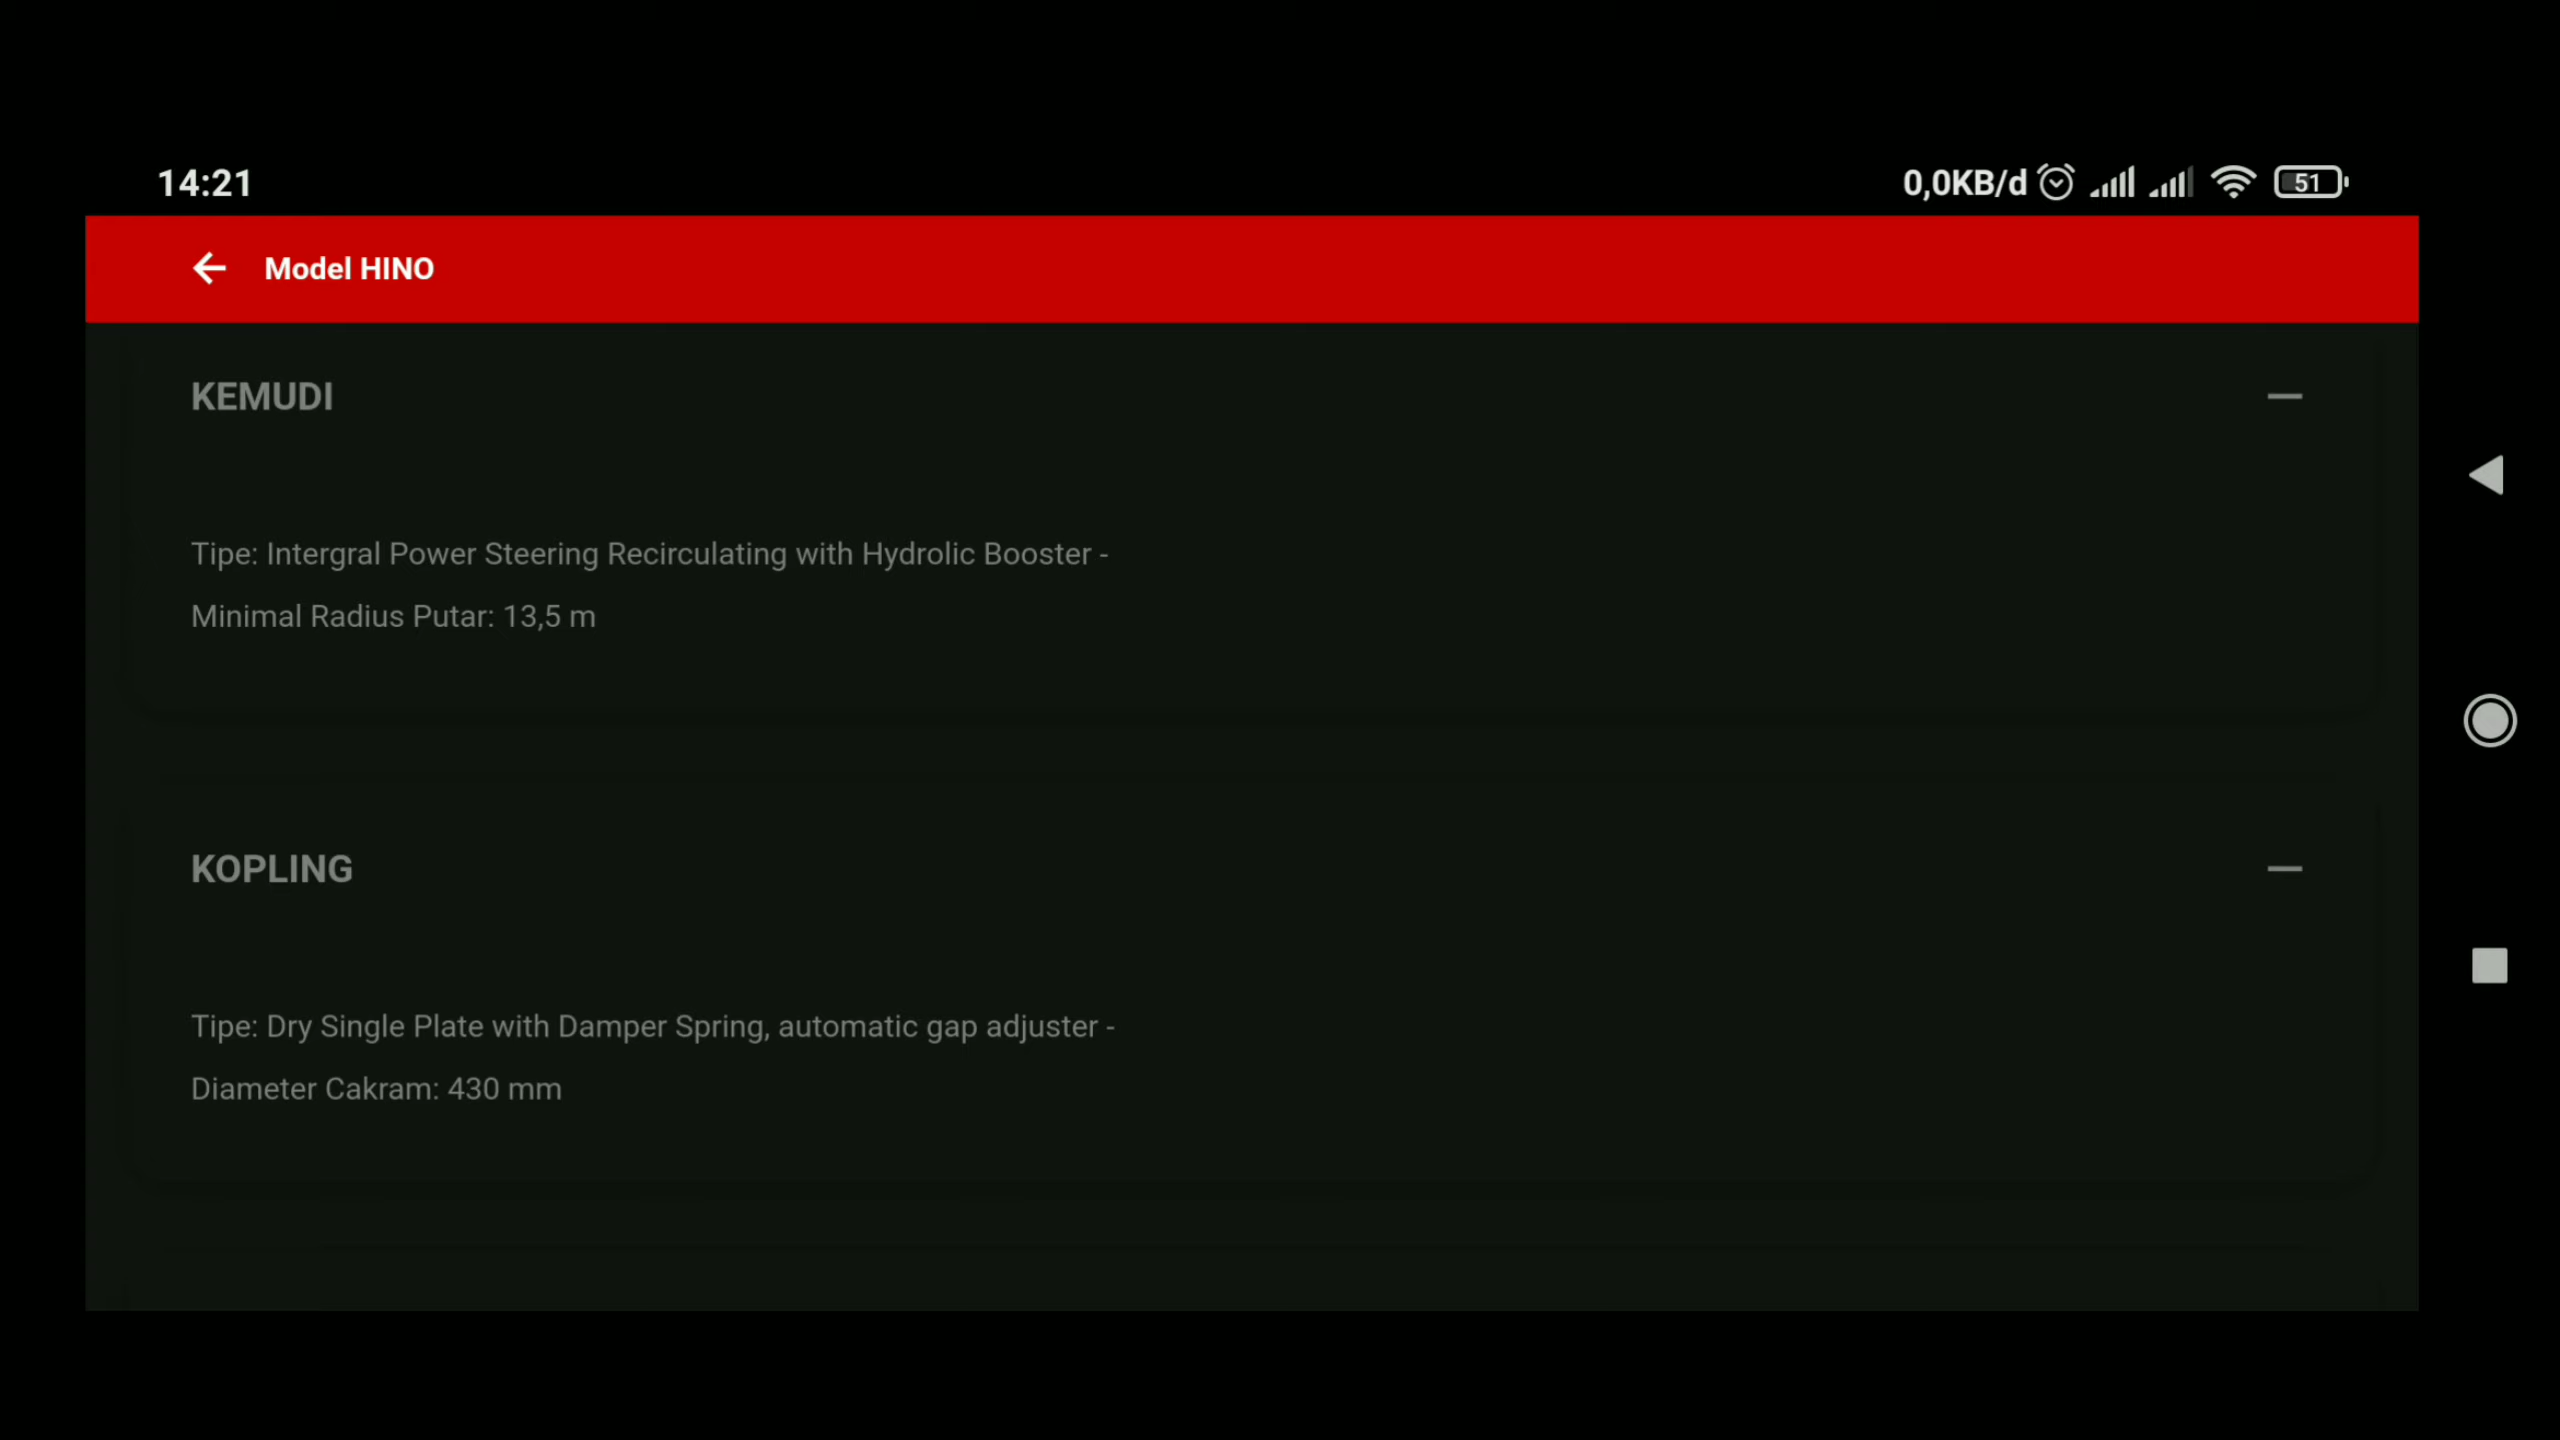 14:21
0,0KB/d
51
Model HINO
KEMUDI
Tipe: Intergral Power Steering Recirculating with Hydrolic Booster -
Minimal Radius Putar: 13,5 m
KOPLING
Tipe: Dry Single Plate with Damper Spring, automatic gap adjuster -
Diameter Cakram: 430 mm